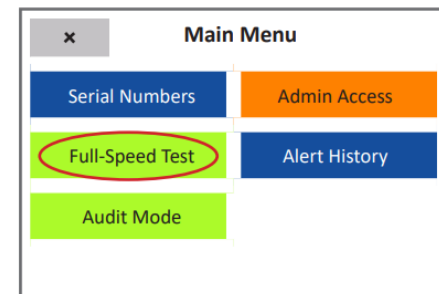 × Main Menu
Serial Numbers Admin Access
Full-Speed Test Alert History
Audit Mode